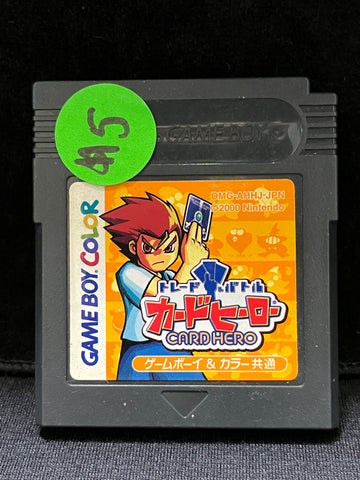 $15
GAME BOY
GAME BOY COLOR
DMG-AHHJ-JPN
©2000 Nintendo
トレード&バトル
カードヒーロー
CARD HERO
ゲームボーイ & カラー共通